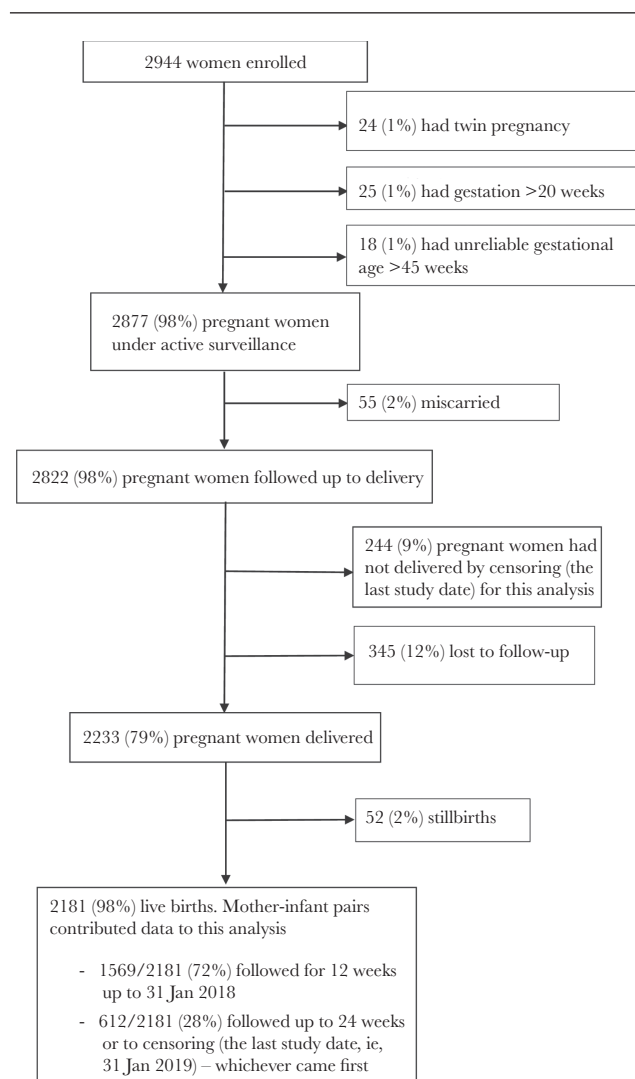 2944 women enrolled
24 (1%) had twin pregnancy
25 (1%) had gestation >20 weeks
18 (1%) had unreliable gestational
age >45 weeks
2877 (98%) pregnant women
under active surveillance
55 (2%) miscarried
2822 (98%) pregnant women followed up to delivery
244 (9%) pregnant women had
not delivered by censoring (the
last study date) for this analysis
345 (12%) lost to follow-up
2233 (79%) pregnant women delivered
52 (2%) stillbirths
2181 (98%) live births. Mother-infant pairs
contributed data to this analysis
- 1569/2181 (72%) followed for 12 weeks
up to 31 Jan 2018
- 612/2181 (28%) followed up to 24 weeks
or to censoring (the last study date, ie,
31 Jan 2019) – whichever came first